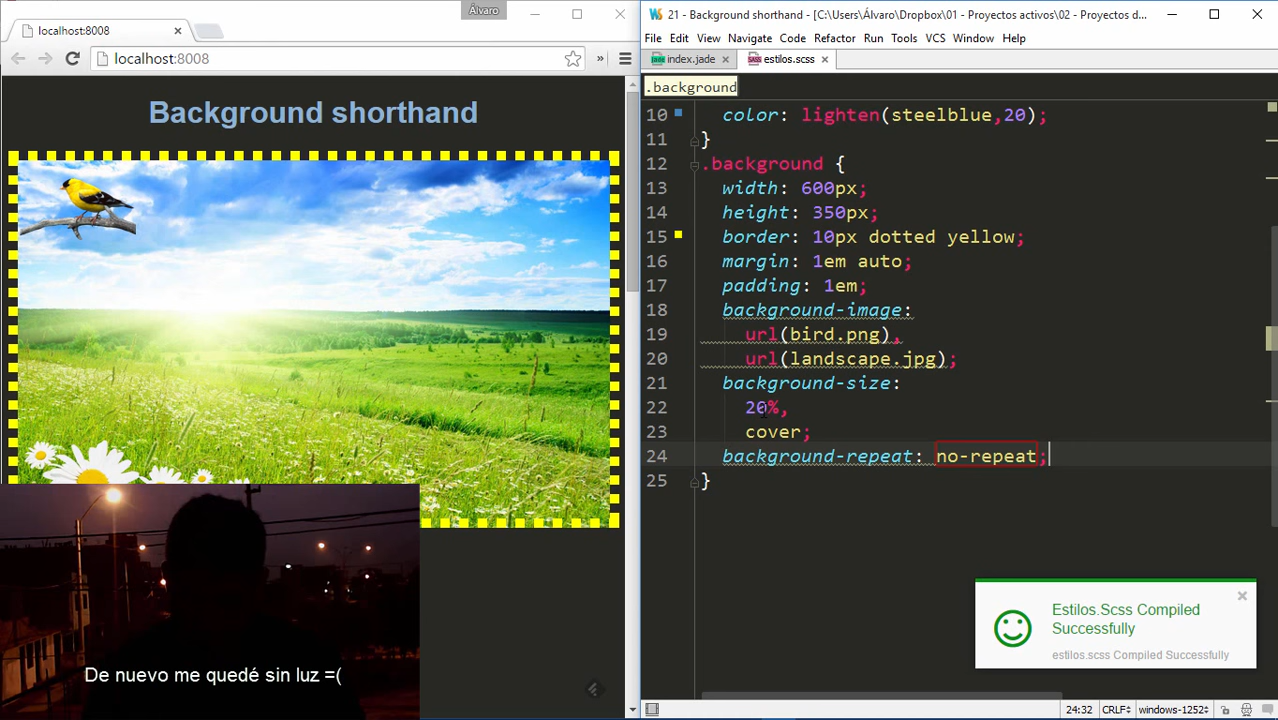 Álvaro
localhost:8008
localhost:8008
»
Background shorthand
De nuevo me quedé sin luz =(
21 - Background shorthand - [C:\Users\Álvaro\Dropbox\01 - Proyectos activos\02 - Proyectos d...
File Edit View Navigate Code Refactor Run Tools VCS Window Help
index.jade estilos.scss
.background
10 color: lighten(steelblue,20);
11 }
12 .background {
13 width: 600px;
14 height: 350px;
15 border: 10px dotted yellow;
16 margin: 1em auto;
17 padding: 1em;
18 background-image:
19 url(bird.png),
20 url(landscape.jpg);
21 background-size:
22 20%,
23 cover;
24 background-repeat: no-repeat;
25 }
Estilos.Scss Compiled
Successfully
estilos.scss Compiled Successfully
24:32 CRLF÷ windows-1252÷